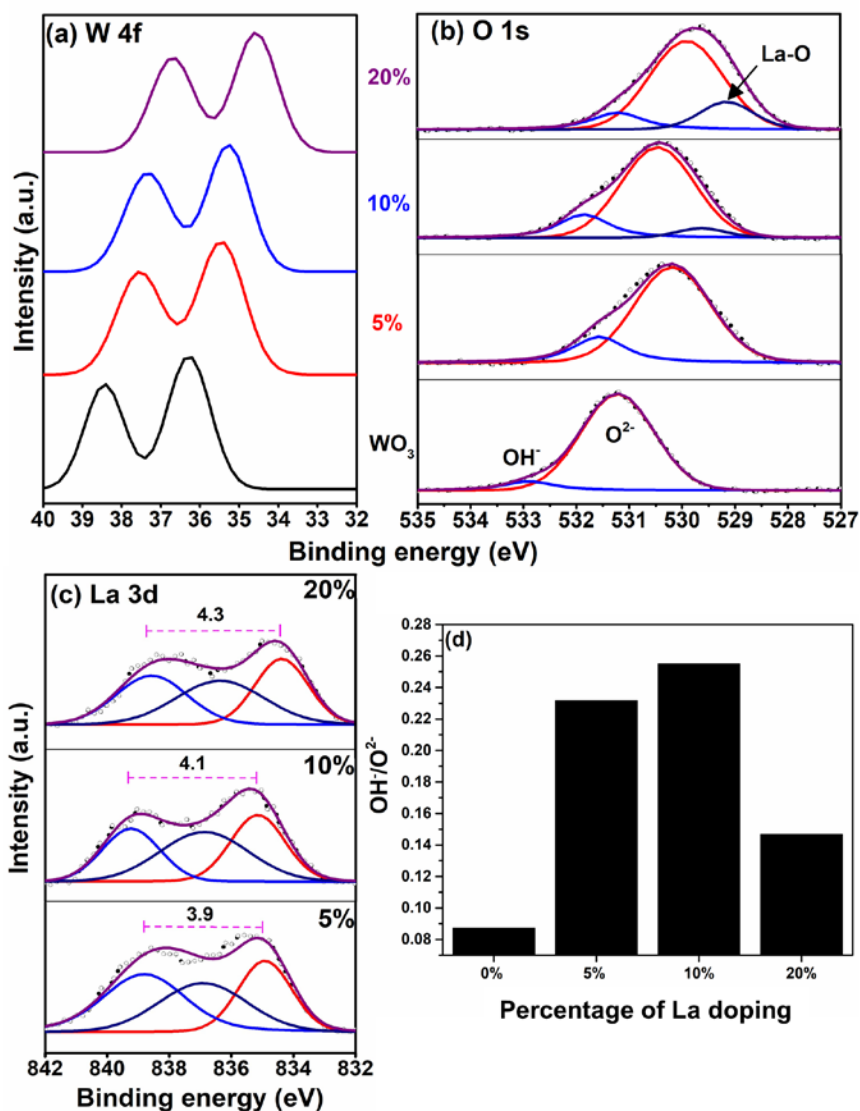 (a) W 4f
20%
10%
5%
WO3
Intensity (a.u.)
40 39 38 37 36 35 34 33 32
(b) O 1s
La-O
OH-
O2-
535 534 533 532 531 530 529 528 527
Binding energy (eV)
(c) La 3d
20%
4.3
10%
4.1
5%
3.9
Intensity (a.u.)
842 840 838 836 834 832
Binding energy (eV)
(d)
0.28
0.26
0.24
0.22
0.20
0.18
0.16
0.14
0.12
0.10
0.08
OH-/O2-
0% 5% 10% 20%
Percentage of La doping